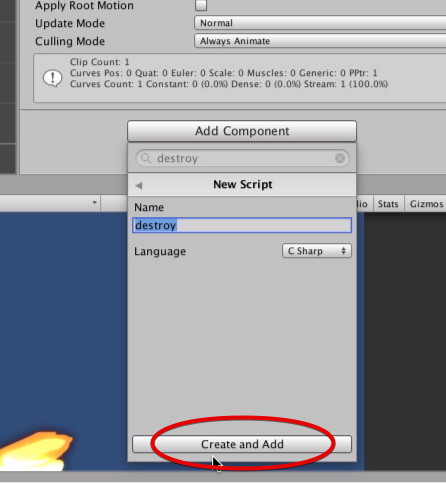 Apply Root Motion
Update Mode
Normal
Culling Mode
Always Animate
Clip Count: 1
Curves Pos: 0 Quat: 0 Euler: 0 Scale: 0 Muscles: 0 Generic: 0 PPtr: 1
Curves Count: 1 Constant: 0 (0.0%) Dense: 0 (0.0%) Stream: 1 (100.0%)
Add Component
destroy
New Script
Name
dio Stats Gizmos
destroy
Language
C Sharp
Create and Add